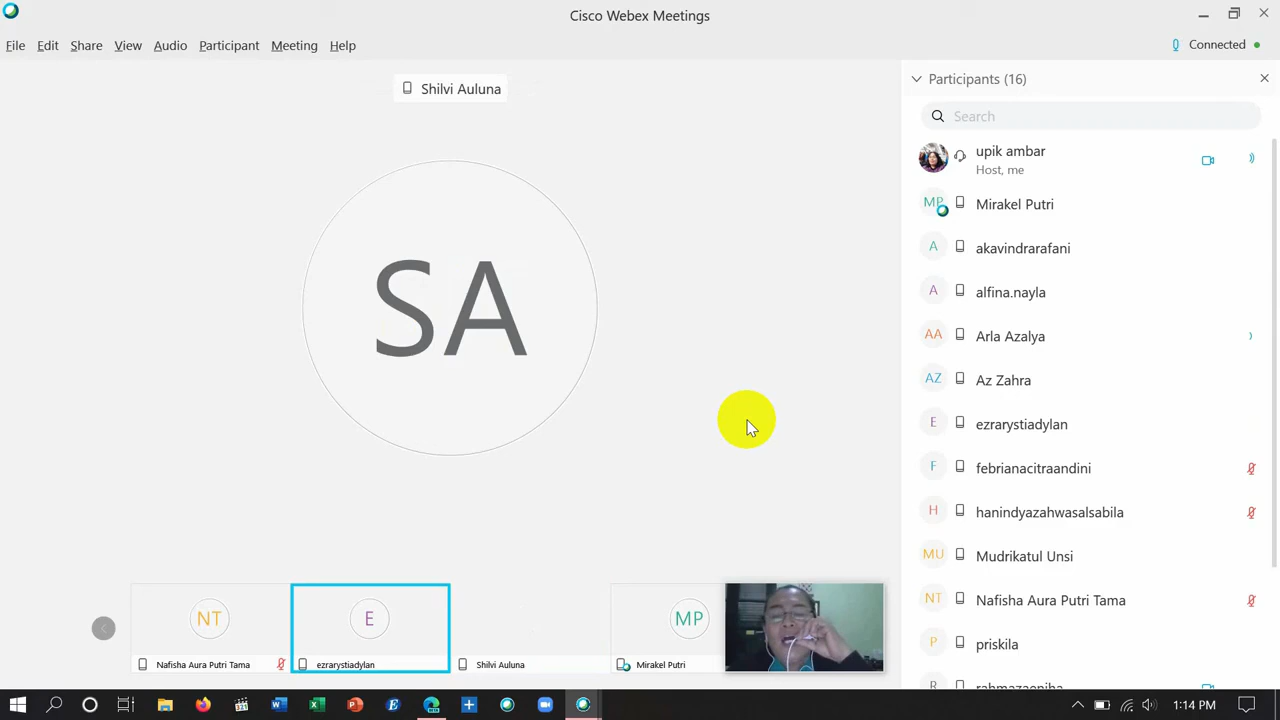 Cisco Webex Meetings
File Edit Share View Audio Participant Meeting Help
Connected
Shilvi Auluna
SA
NT
Nafisha Aura Putri Tama
E
ezrarystiadylan
Shilvi Auluna
MP
Mirakel Putri
Participants (16)
Search
upik ambar
Host, me
MP Mirakel Putri
A akavindrarafani
A alfina.nayla
AA Arla Azalya
AZ Az Zahra
E ezrarystiadylan
F febrianacitraandini
H hanindyazahwasalsabila
MU Mudrikatul Unsi
NT Nafisha Aura Putri Tama
P priskila
R
1:14 PM